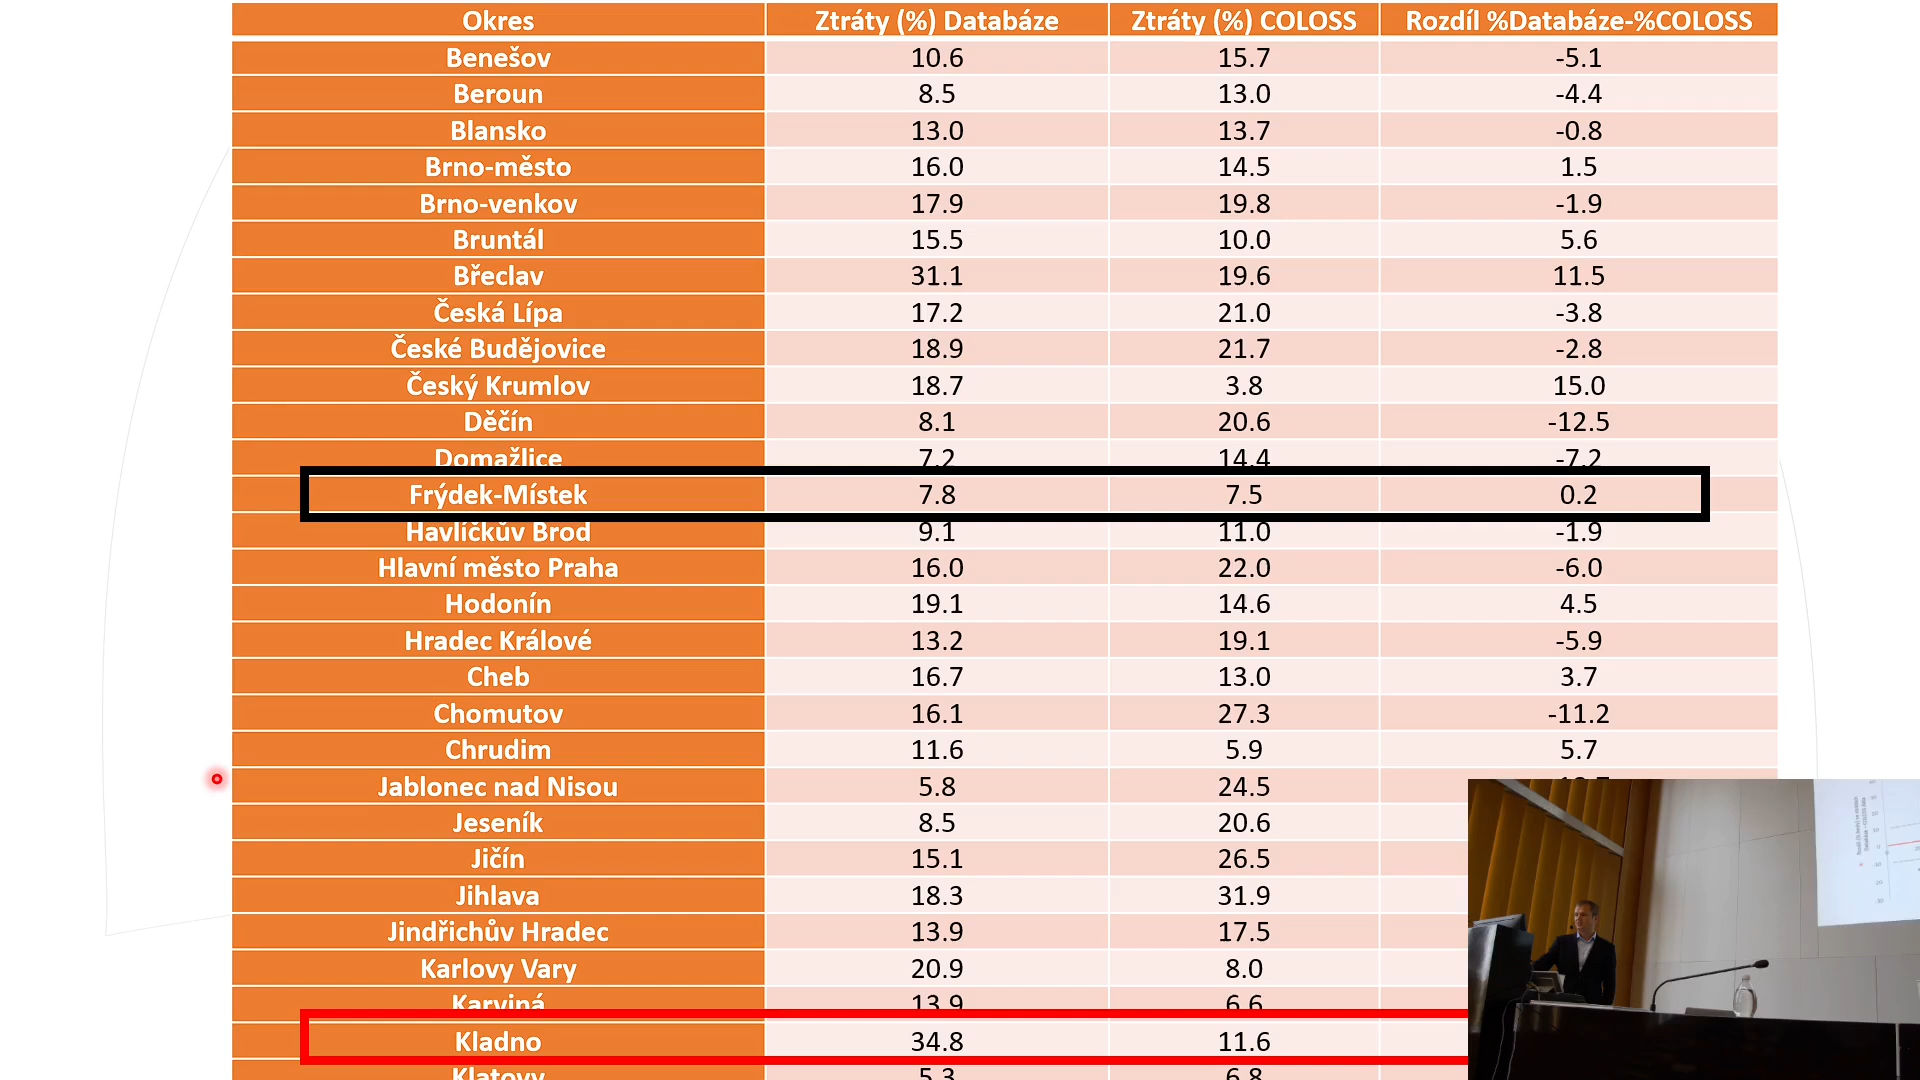 Okres Ztráty (%) Databáze Ztráty (%) COLOSS Rozdíl %Databáze-%COLOSS
Benešov 10.6 15.7 -5.1
Beroun 8.5 13.0 -4.4
Blansko 13.0 13.7 -0.8
Brno-město 16.0 14.5 1.5
Brno-venkov 17.9 19.8 -1.9
Bruntál 15.5 10.0 5.6
Břeclav 31.1 19.6 11.5
Česká Lípa 17.2 21.0 -3.8
České Budějovice 18.9 21.7 -2.8
Český Krumlov 18.7 3.8 15.0
Děčín 8.1 20.6 -12.5
Domažlice 7.2 14.4 -7.2
Frýdek-Místek 7.8 7.5 0.2
Havlíčkův Brod 9.1 11.0 -1.9
Hlavní město Praha 16.0 22.0 -6.0
Hodonín 19.1 14.6 4.5
Hradec Králové 13.2 19.1 -5.9
Cheb 16.7 13.0 3.7
Chomutov 16.1 27.3 -11.2
Chrudim 11.6 5.9 5.7
Jablonec nad Nisou 5.8 24.5
Jeseník 8.5 20.6
Jičín 15.1 26.5
Jihlava 18.3 31.9
Jindřichův Hradec 13.9 17.5
Karlovy Vary 20.9 8.0
Karviná 13.9 6.6
Kladno 34.8 11.6
Klatovy 5.3 6.8